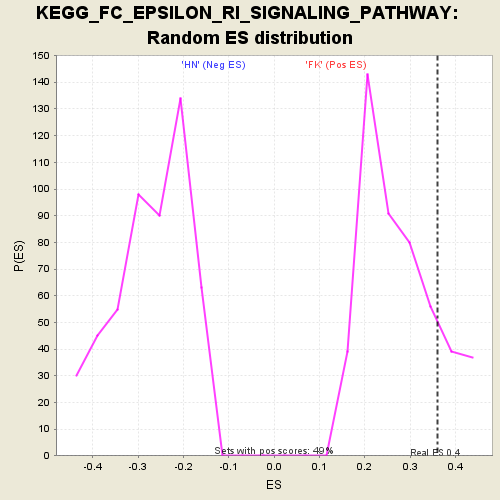 KEGG_FC_EPSILON_RI_SIGNALING_PATHWAY:
Random ES distribution
'HN' (Neg ES) 'FK' (Pos ES)
150
140
130
120
110
100
90
80
70
60
50
40
30
20
10
0
P(ES)
Sets with pos scores: 49%
Real ES 0.4
-0.4 -0.3 -0.2 -0.1 0.0 0.1 0.2 0.3 0.4
ES